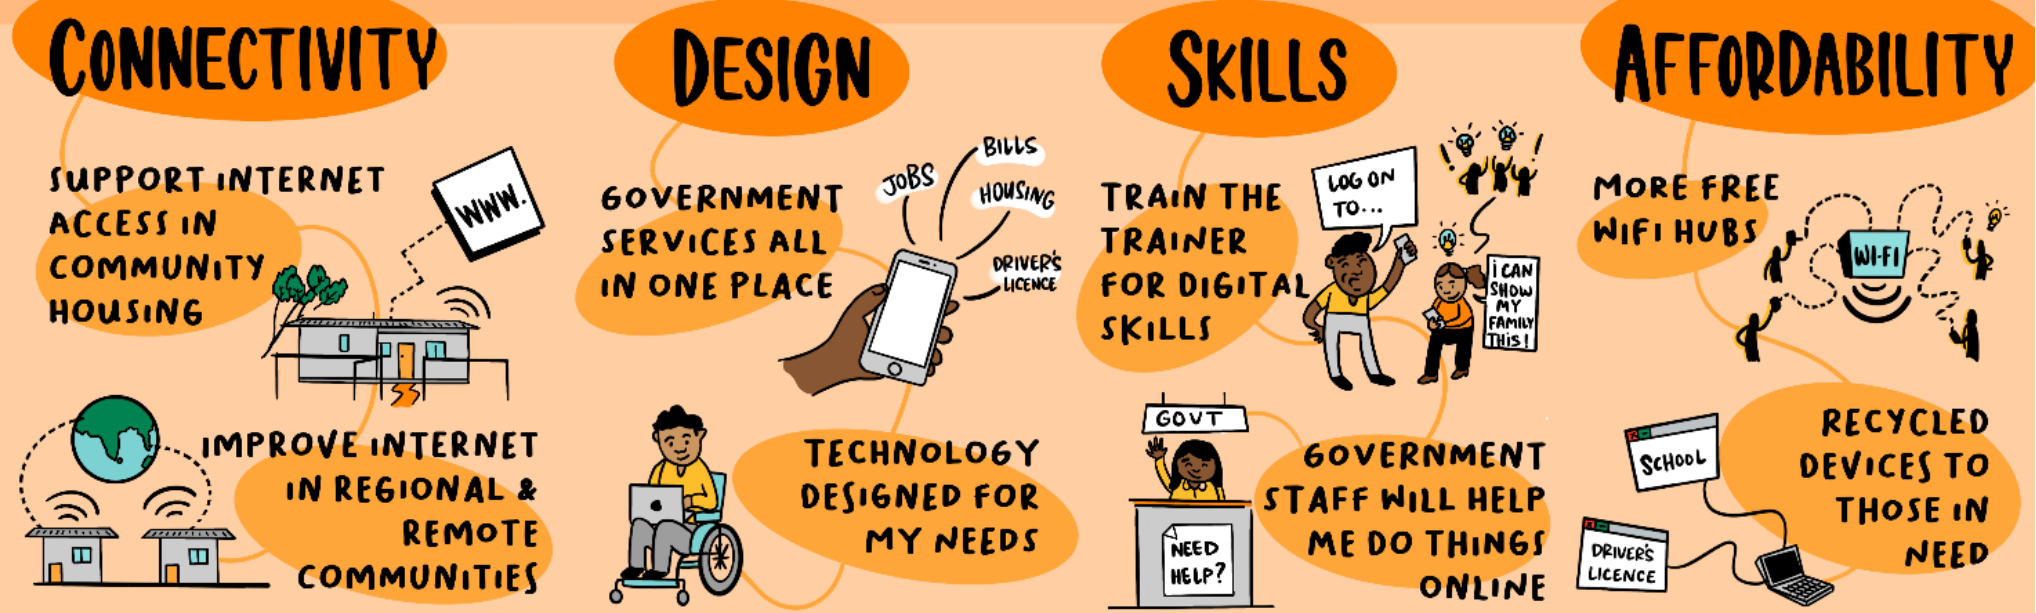 CONNECTIVITY
SUPPORT INTERNET
ACCESS IN
COMMUNITY
HOUSING
WWW.
IMPROVE INTERNET
IN REGIONAL &
REMOTE
COMMUNITIES
DESIGN
GOVERNMENT
SERVICES ALL
IN ONE PLACE
JOBS
BILLS
HOUSING
DRIVER'S
LICENCE
TECHNOLOGY
DESIGNED FOR
MY NEEDS
SKILLS
TRAIN THE
TRAINER
FOR DIGITAL
SKILLS
LOG ON
TO...
I CAN
SHOW
MY
FAMILY
THIS!
GOVT
NEED
HELP?
GOVERNMENT
STAFF WILL HELP
ME DO THINGS
ONLINE
AFFORDABILITY
MORE FREE
WIFI HUBS
WI-FI
RECYCLED
DEVICES TO
THOSE IN
NEED
SCHOOL
DRIVER'S
LICENCE